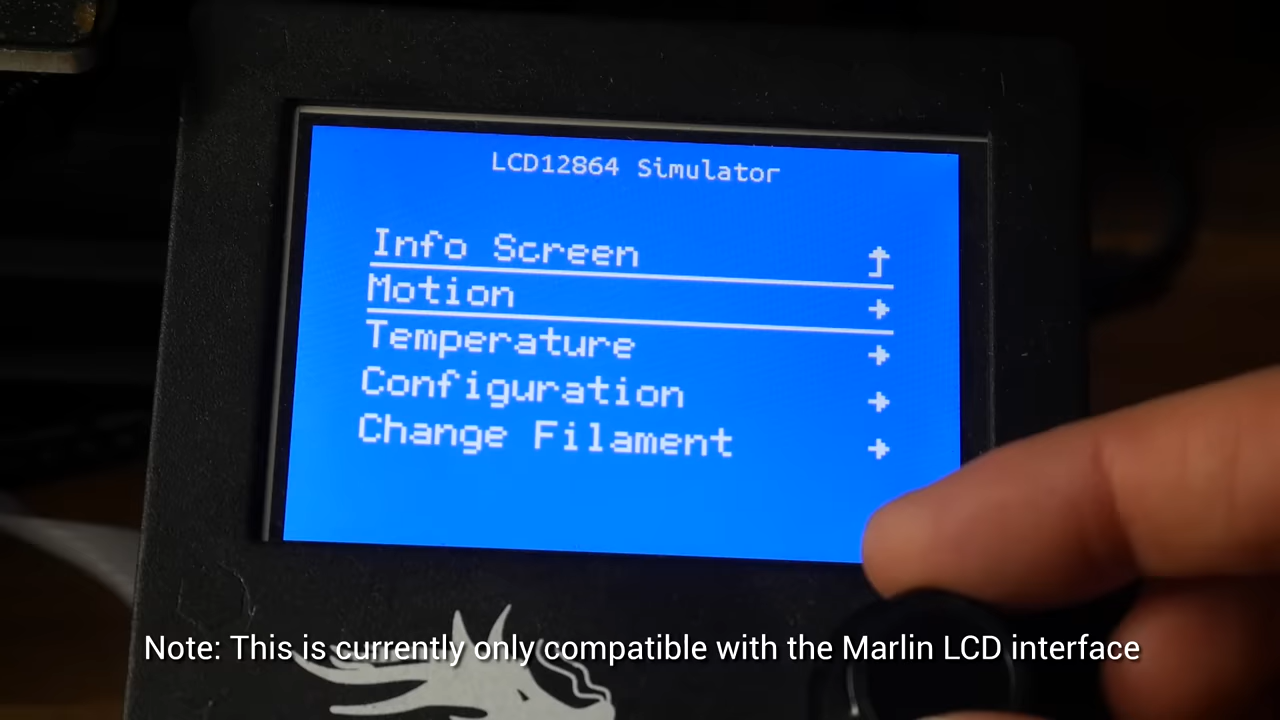 LCD12864 Simulator
Info Screen
Motion
Temperature
Configuration
Change Filament
Note: This is currently only compatible with the Marlin LCD interface